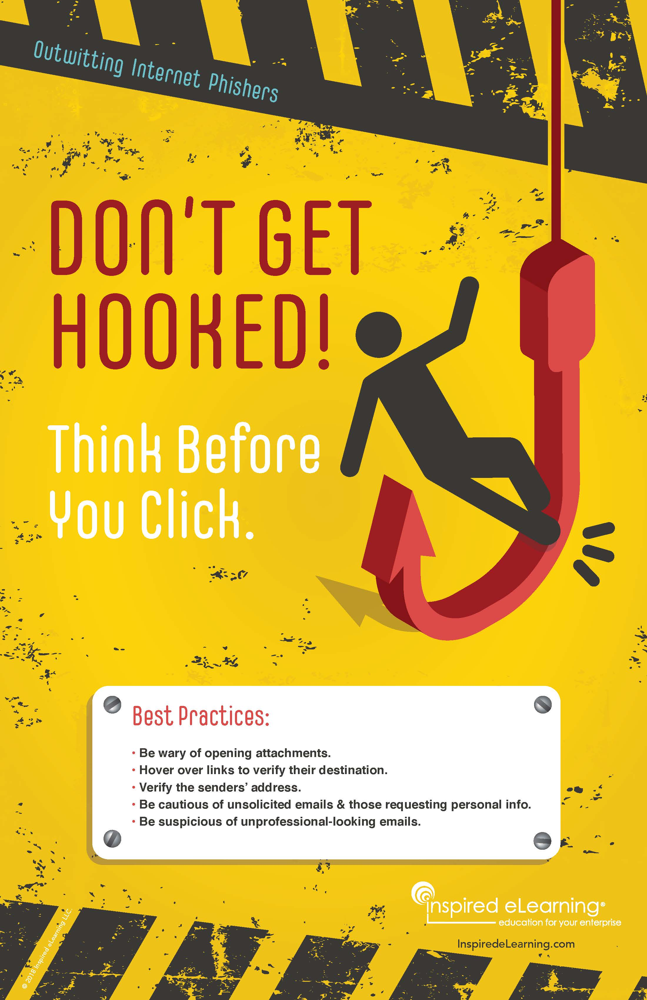 Outwitting Internet Phishers
DON'T GET
HOOKED!
Think Before
You Click.
Best Practices:
• Be wary of opening attachments.
• Hover over links to verify their destination.
• Verify the senders’ address.
• Be cautious of unsolicited emails & those requesting personal info.
• Be suspicious of unprofessional-looking emails.
inspired eLearning®
education for your enterprise
InspiredeLearning.com
© 2018 Inspired eLearning LLC.